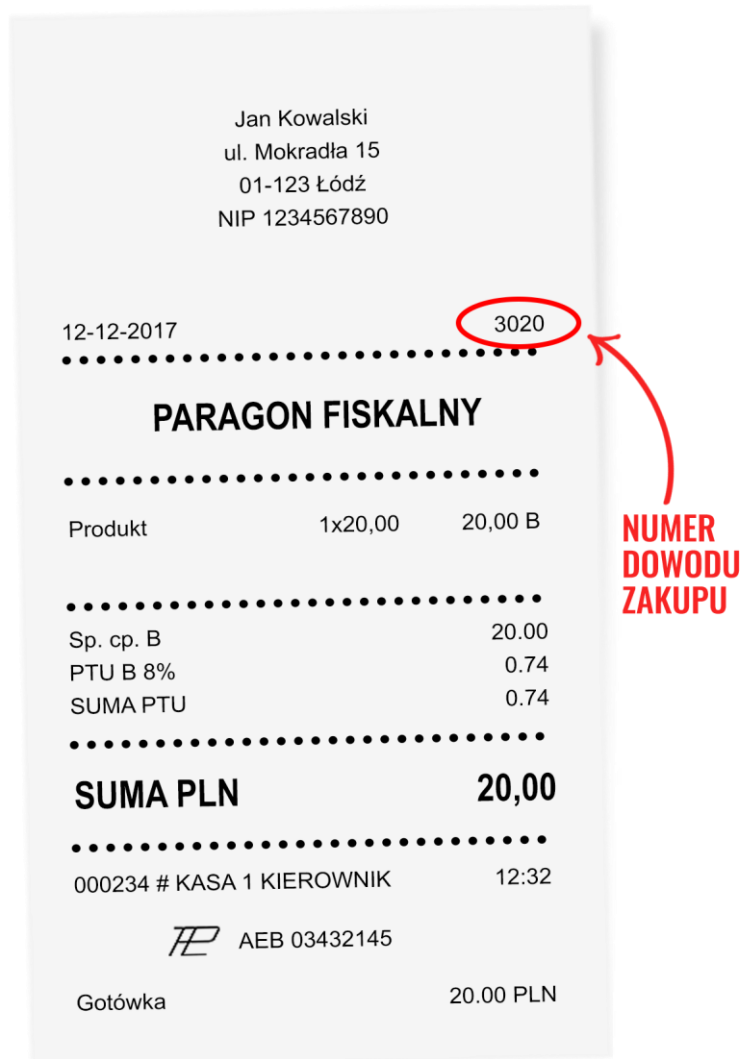 Jan Kowalski
ul. Mokradła 15
01-123 Łódź
NIP 1234567890
12-12-2017 3020
PARAGON FISKALNY
Produkt 1x20,00 20,00 B
NUMER
DOWODU
ZAKUPU
Sp. cp. B 20.00
PTU B 8% 0.74
SUMA PTU 0.74
SUMA PLN 20,00
000234 # KASA 1 KIEROWNIK 12:32
AEB 03432145
Gotówka 20.00 PLN